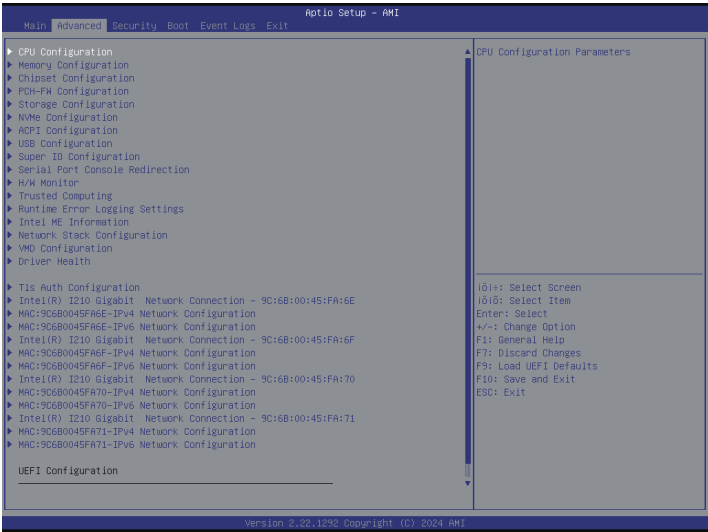 Aptio Setup – AMI
Main Advanced Security Boot Event Logs Exit
CPU Configuration
Memory Configuration
Chipset Configuration
PCH-FW Configuration
Storage Configuration
NVMe Configuration
ACPI Configuration
USB Configuration
Super IO Configuration
Serial Port Console Redirection
H/W Monitor
Trusted Computing
Runtime Error Logging Settings
Intel ME Information
Network Stack Configuration
VMD Configuration
Driver Health
Tls Auth Configuration
Intel(R) I210 Gigabit  Network Connection - 9C:6B:00:45:FA:6E
MAC:9C6B0045FA6E-IPv4 Network Configuration
MAC:9C6B0045FA6E-IPv6 Network Configuration
Intel(R) I210 Gigabit  Network Connection - 9C:6B:00:45:FA:6F
MAC:9C6B0045FA6F-IPv4 Network Configuration
MAC:9C6B0045FA6F-IPv6 Network Configuration
Intel(R) I210 Gigabit  Network Connection - 9C:6B:00:45:FA:70
MAC:9C6B0045FA70-IPv4 Network Configuration
MAC:9C6B0045FA70-IPv6 Network Configuration
Intel(R) I210 Gigabit  Network Connection - 9C:6B:00:45:FA:71
MAC:9C6B0045FA71-IPv4 Network Configuration
MAC:9C6B0045FA71-IPv6 Network Configuration
UEFI Configuration
CPU Configuration Parameters
: Select Screen
: Select Item
Enter: Select
+/-: Change Option
F1: General Help
F7: Discard Changes
F9: Load UEFI Defaults
F10: Save and Exit
ESC: Exit
Version 2.22.1292 Copyright (C) 2024 AMI